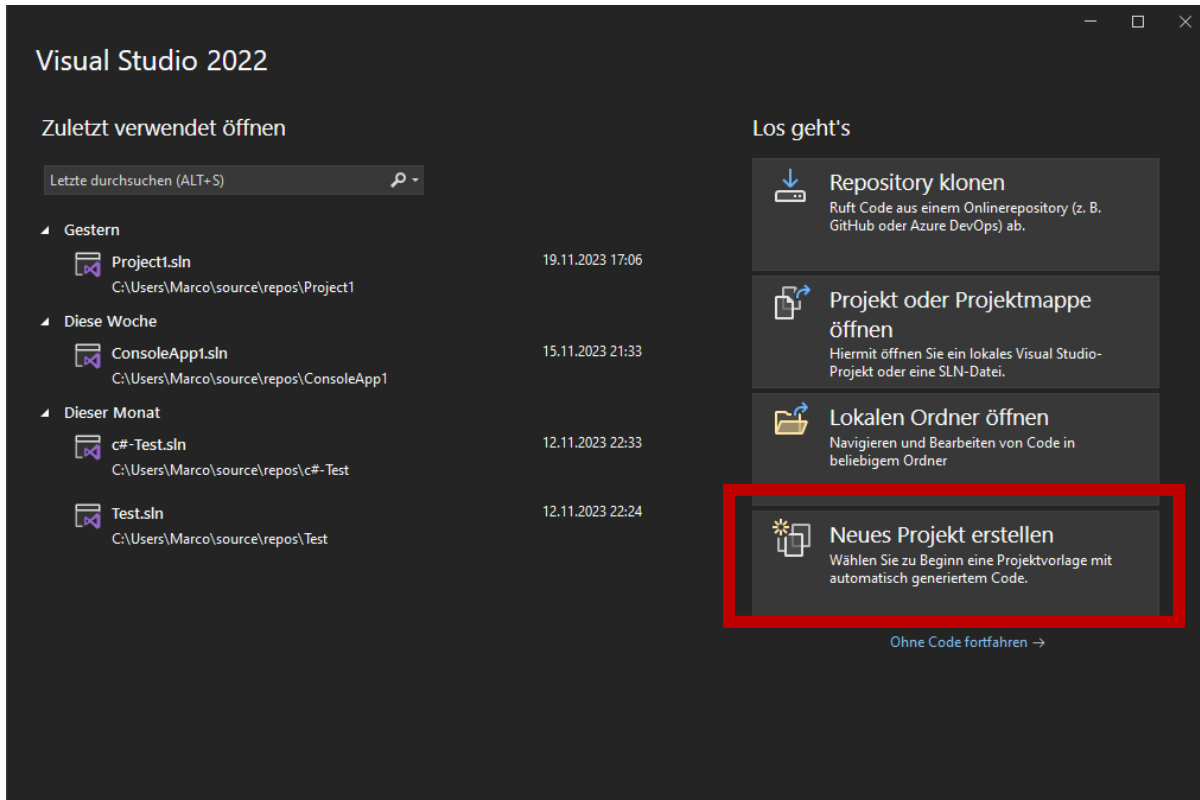 Visual Studio 2022
Zuletzt verwendet öffnen
Letzte durchsuchen (ALT+S)
Gestern
Project1.sln 19.11.2023 17:06
C:\Users\Marco\source\repos\Project1
Diese Woche
ConsoleApp1.sln 15.11.2023 21:33
C:\Users\Marco\source\repos\ConsoleApp1
Dieser Monat
c#-Test.sln 12.11.2023 22:33
C:\Users\Marco\source\repos\c#-Test
Test.sln 12.11.2023 22:24
C:\Users\Marco\source\repos\Test
Los geht's
Repository klonen
Ruft Code aus einem Onlinerepository (z. B.
GitHub oder Azure DevOps) ab.
Projekt oder Projektmappe
öffnen
Hiermit öffnen Sie ein lokales Visual Studio-
Projekt oder eine SLN-Datei.
Lokalen Ordner öffnen
Navigieren und Bearbeiten von Code in
beliebigem Ordner
Neues Projekt erstellen
Wählen Sie zu Beginn eine Projektvorlage mit
automatisch generiertem Code.
Ohne Code fortfahren →